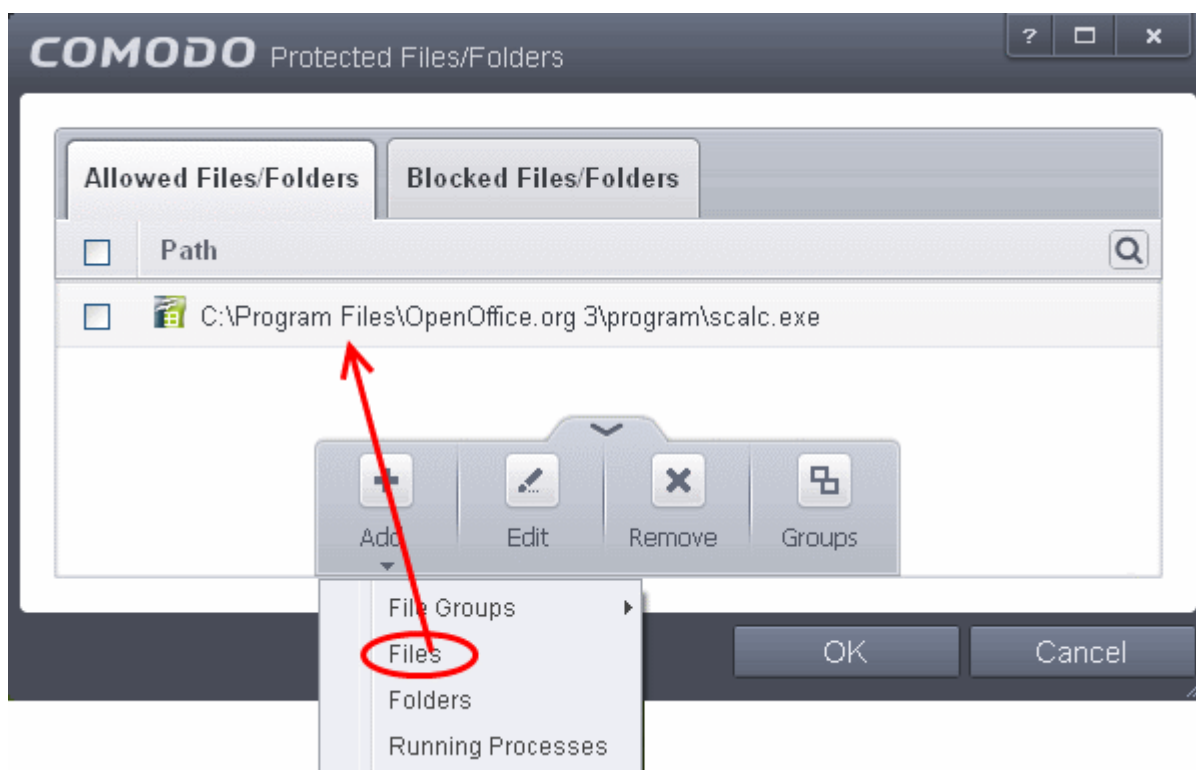 COMODO Protected Files/Folders
?
Allowed Files/Folders Blocked Files/Folders
Path
C:\Program Files\OpenOffice.org 3\program\scalc.exe
Add Edit Remove Groups
File Groups
Files
Folders
Running Processes
OK Cancel